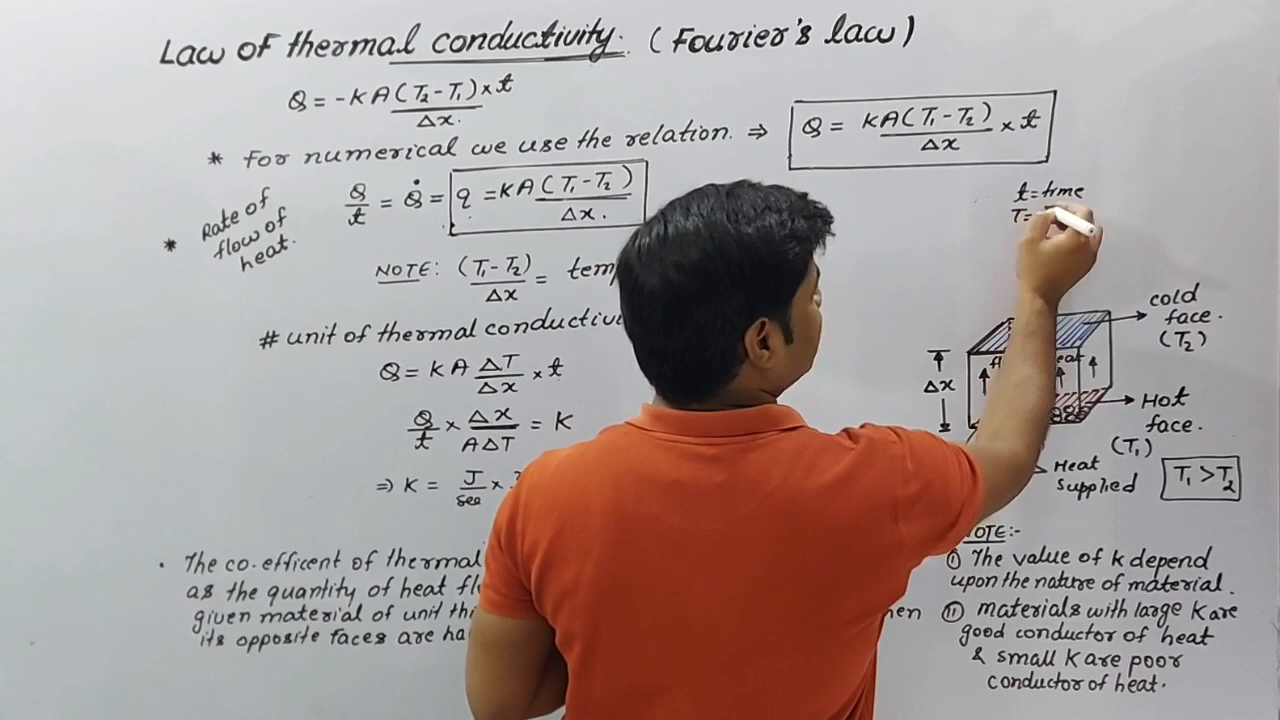 Law of thermal conductivity. (Fourier's law)
Q = -KA(T₂-T₁)/Δx. × t
* For numerical we use the relation. ⇒ Q = KA(T₁-T₂)/Δx × t
* Rate of flow of heat. Q/t = Q̇ = q = KA(T₁-T₂)/Δx.
t = time
T =
NOTE: (T₁-T₂)/Δx = tem
# unit of thermal conductiv
Q = KA ΔT/Δx × t
Q/t × Δx/AΔT = K
⇒ K = J/sec ×
cold face.
(T₂)
Δx
Hot face.
(T₁)
Heat supplied
T₁ > T₂
• The co-efficent of thermal
as the quantity of heat fl
given material of unit thi
its opposite faces are ha
NOTE:-
(i) The value of K depend
upon the nature of material.
(ii) materials with large K are
good conductor of heat
& small K are poor
conductor of heat.